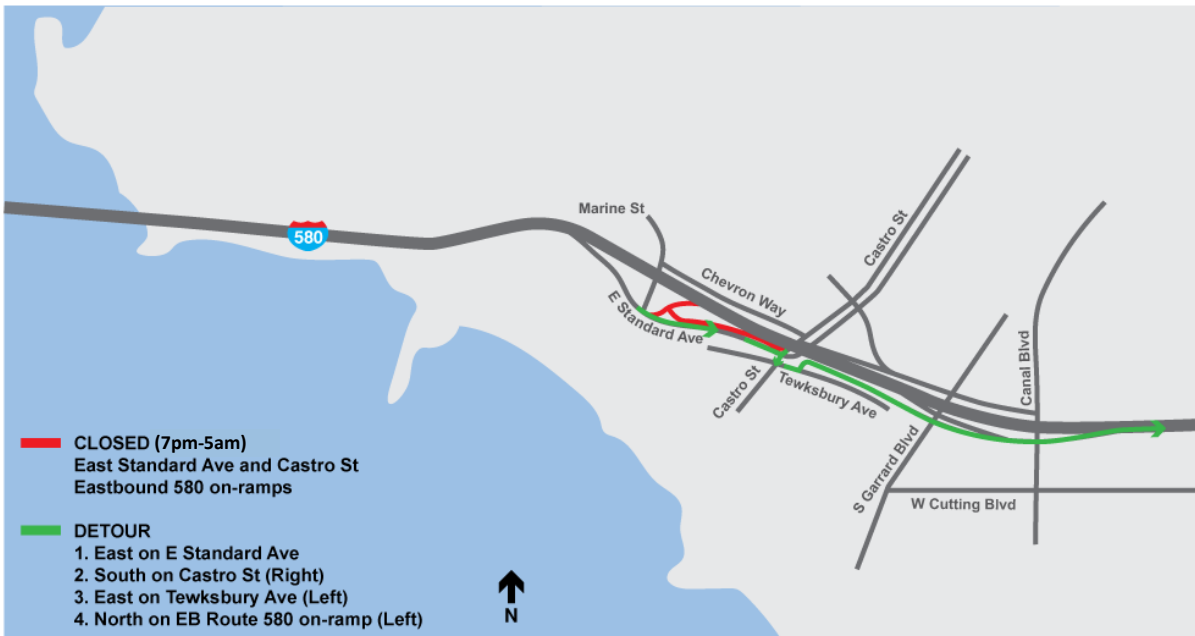 Marine St
580
Castro St
Chevron Way
E Standard Ave
Canal Blvd
Castro St
Tewksbury Ave
S Garrard Blvd
W Cutting Blvd
CLOSED (7pm-5am)
East Standard Ave and Castro St
Eastbound 580 on-ramps
DETOUR
1. East on E Standard Ave
2. South on Castro St (Right)
3. East on Tewksbury Ave (Left)
4. North on EB Route 580 on-ramp (Left)
N